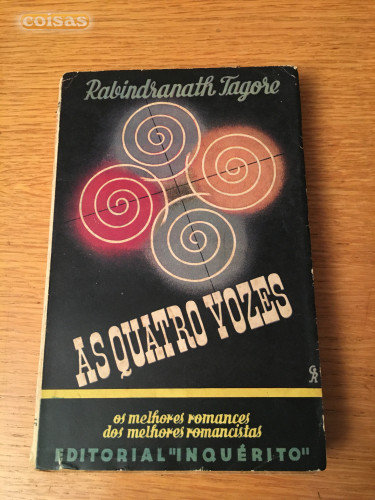 coisas
Rabindranath Tagore
AS QUATRO VOZES
os melhores romances
dos melhores romancistas
EDITORIAL "INQUÉRITO"